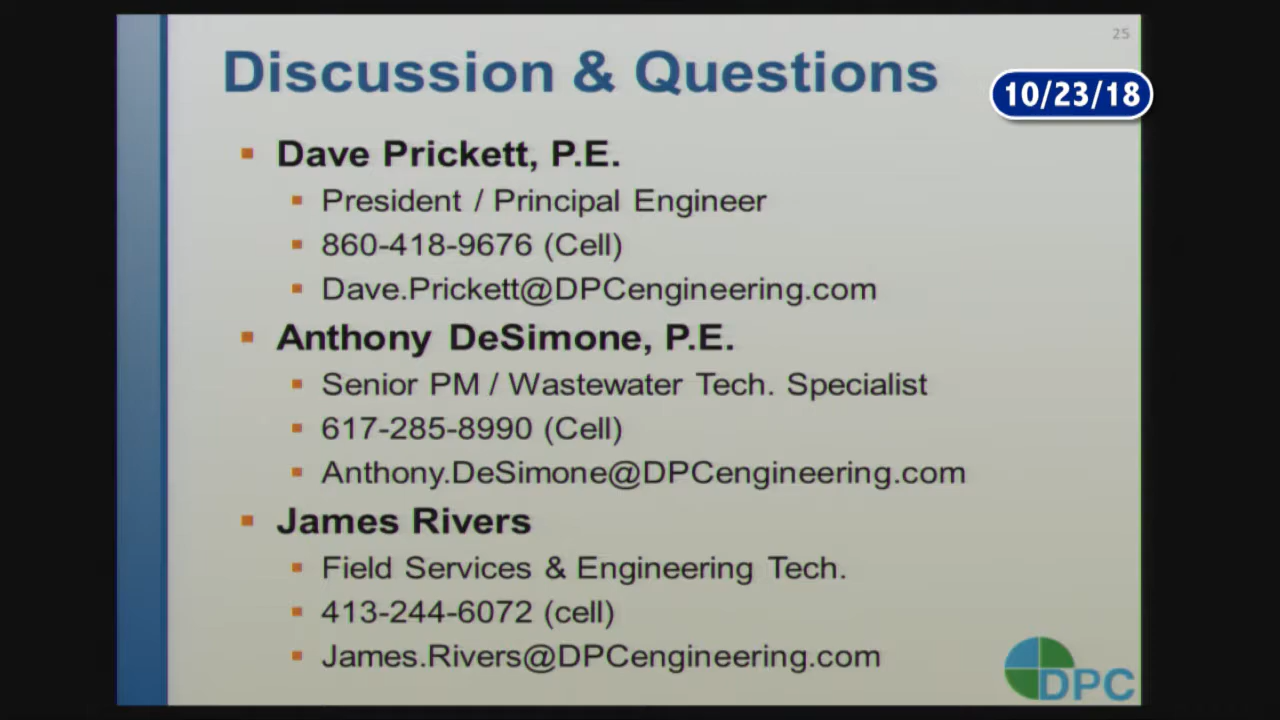 25
Discussion & Questions
10/23/18
Dave Prickett, P.E.
President / Principal Engineer
860-418-9676 (Cell)
Dave.Prickett@DPCengineering.com
Anthony DeSimone, P.E.
Senior PM / Wastewater Tech. Specialist
617-285-8990 (Cell)
Anthony.DeSimone@DPCengineering.com
James Rivers
Field Services & Engineering Tech.
413-244-6072 (cell)
James.Rivers@DPCengineering.com
DPC